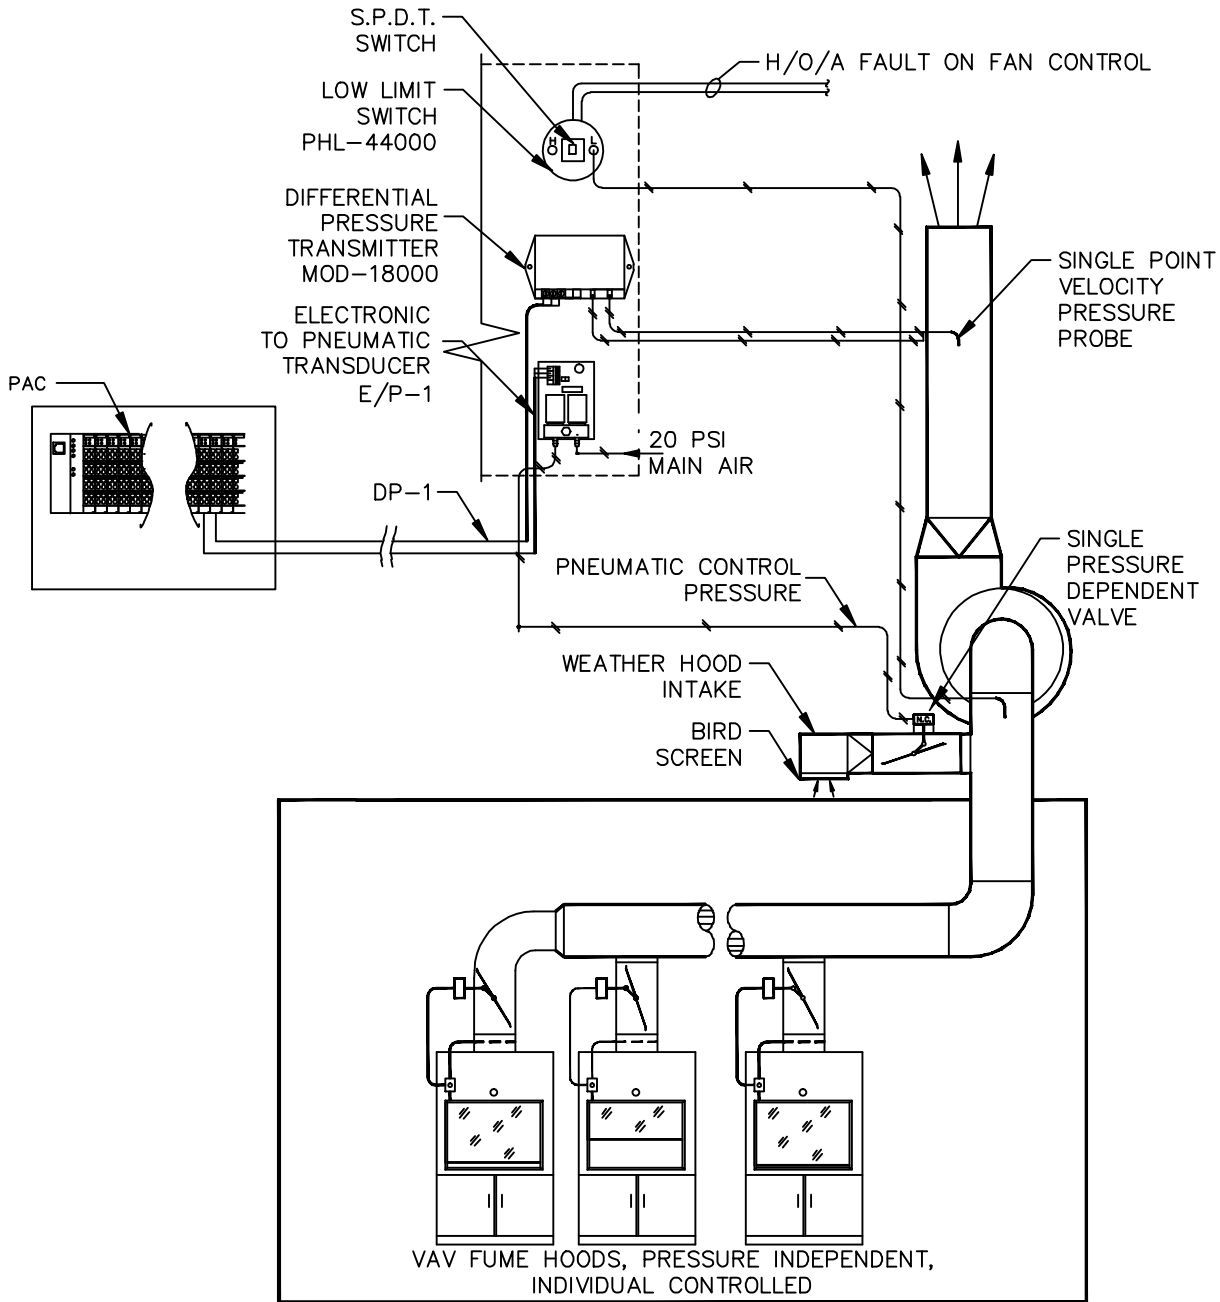 S.P.D.T.
SWITCH
H/O/A FAULT ON FAN CONTROL
LOW LIMIT
SWITCH
PHL-44000
H
L
DIFFERENTIAL
PRESSURE
TRANSMITTER
MOD-18000
SINGLE POINT
VELOCITY
PRESSURE
PROBE
ELECTRONIC
TO PNEUMATIC
TRANSDUCER
E/P-1
PAC
20 PSI
MAIN AIR
DP-1
SINGLE
PRESSURE
DEPENDENT
VALVE
PNEUMATIC CONTROL
PRESSURE
WEATHER HOOD
INTAKE
N.C.
BIRD
SCREEN
VAV FUME HOODS, PRESSURE INDEPENDENT,
INDIVIDUAL CONTROLLED